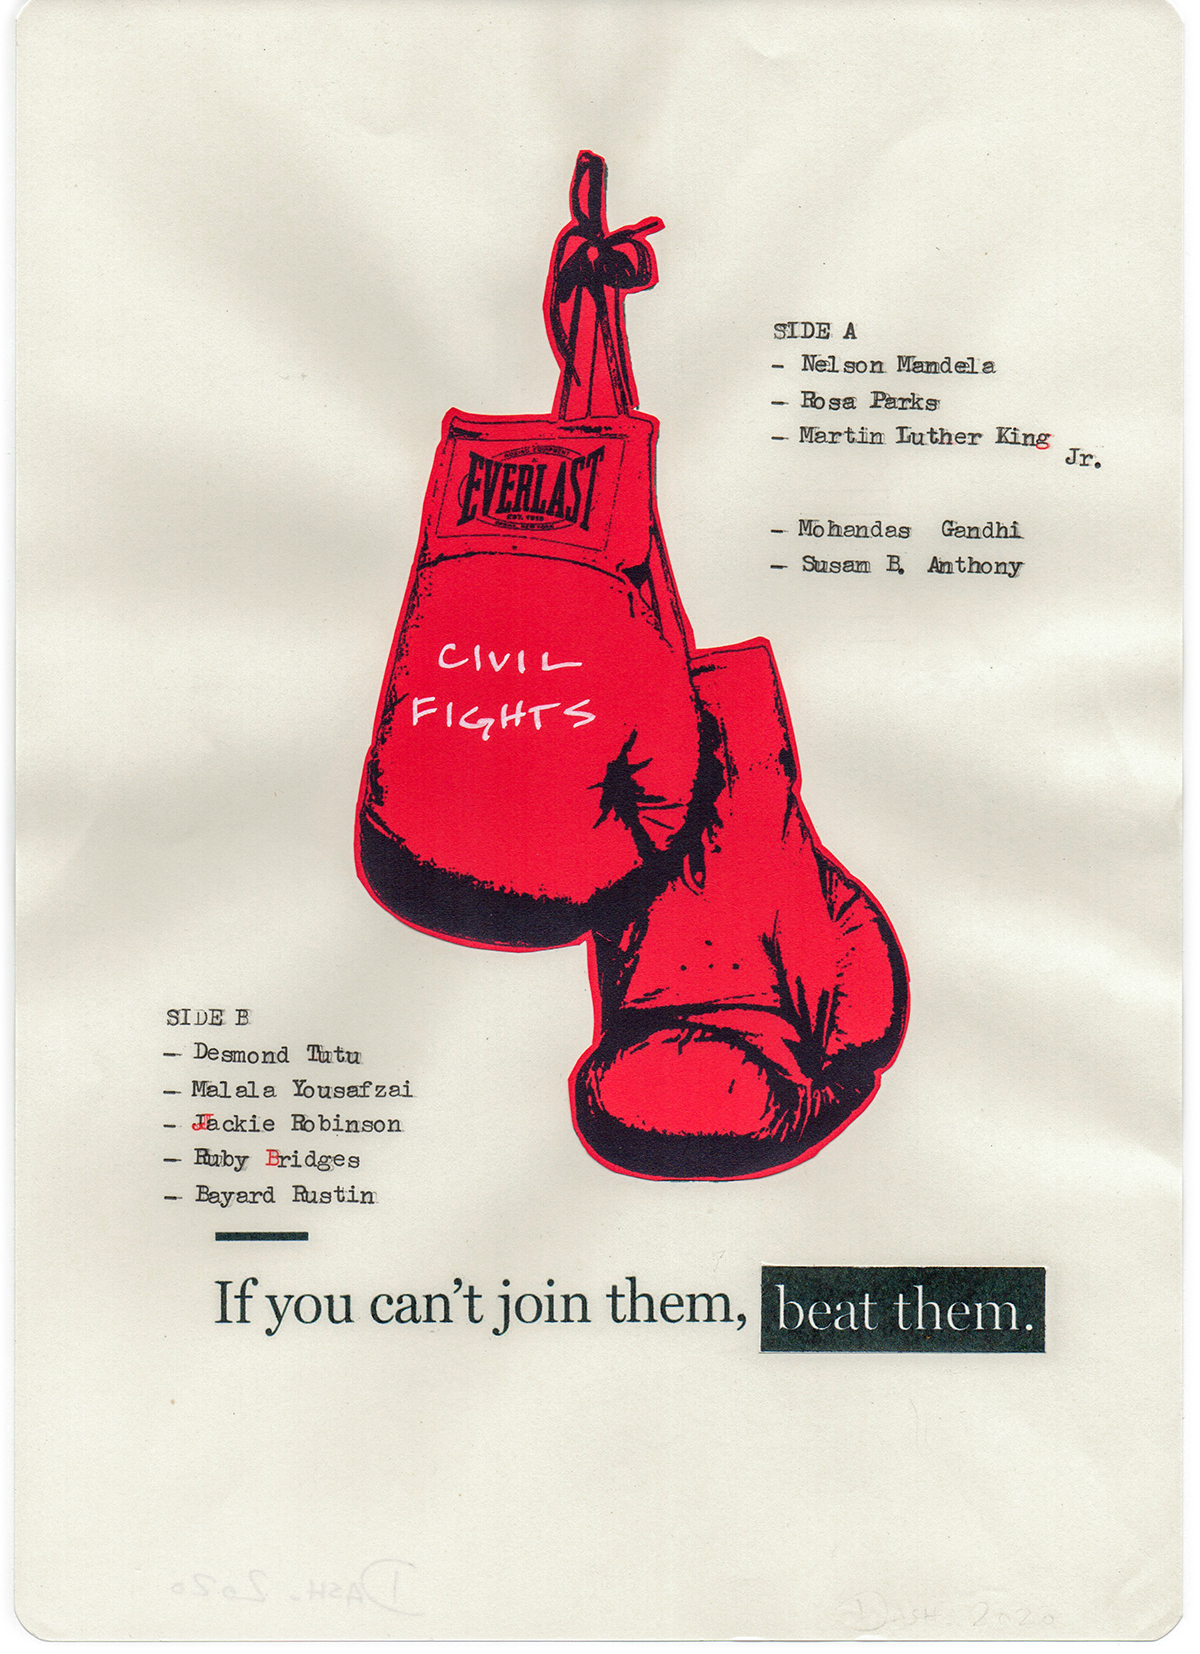 SIDE A
- Nelson Mandela
- Rosa Parks
- Martin Luther King
Jr.
- Mohandas Gandhi
- Susan B. Anthony
EVERLAST
CIVIL
FIGHTS
SIDE B
- Desmond Tutu
- Malala Yousafzai
- Jackie Robinson
- Ruby Bridges
- Bayard Rustin
If you can't join them, beat them.
DASH. 2020
DASH 2020